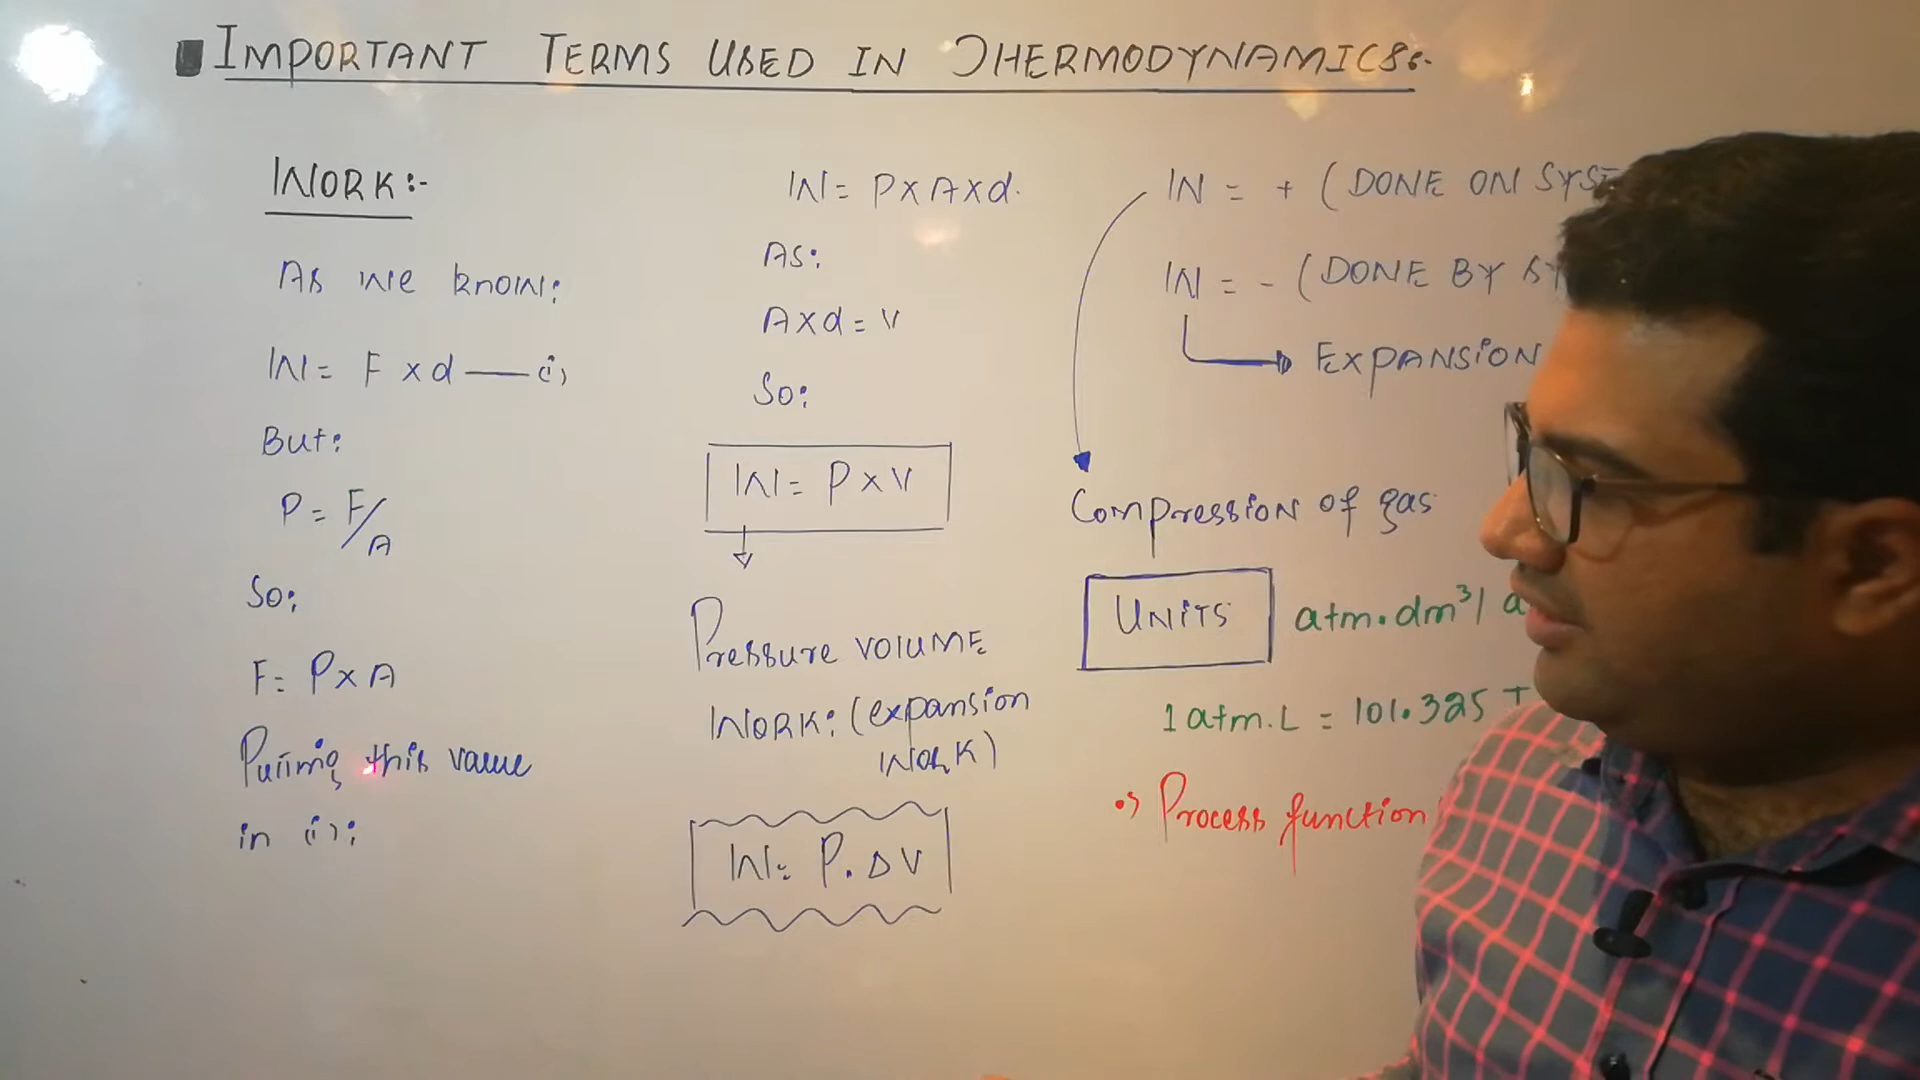 IMPORTANT TERMS USED IN THERMODYNAMICS:-
WORK:-
As we know:
W = F x d — (i)
But:
P = F/A
So:
F = P x A
Putting this value
in (i):
W = P x A x d.
As:
A x d = V
So:
W = P x V
Pressure volume
WORK: (expansion
work)
W = P. Δ V
W = + (DONE ON
W = - (DONE BY
EXPANSION
Compression of gas
UNITS
atm. dm³ /
1 atm. L = 101.325
Process function